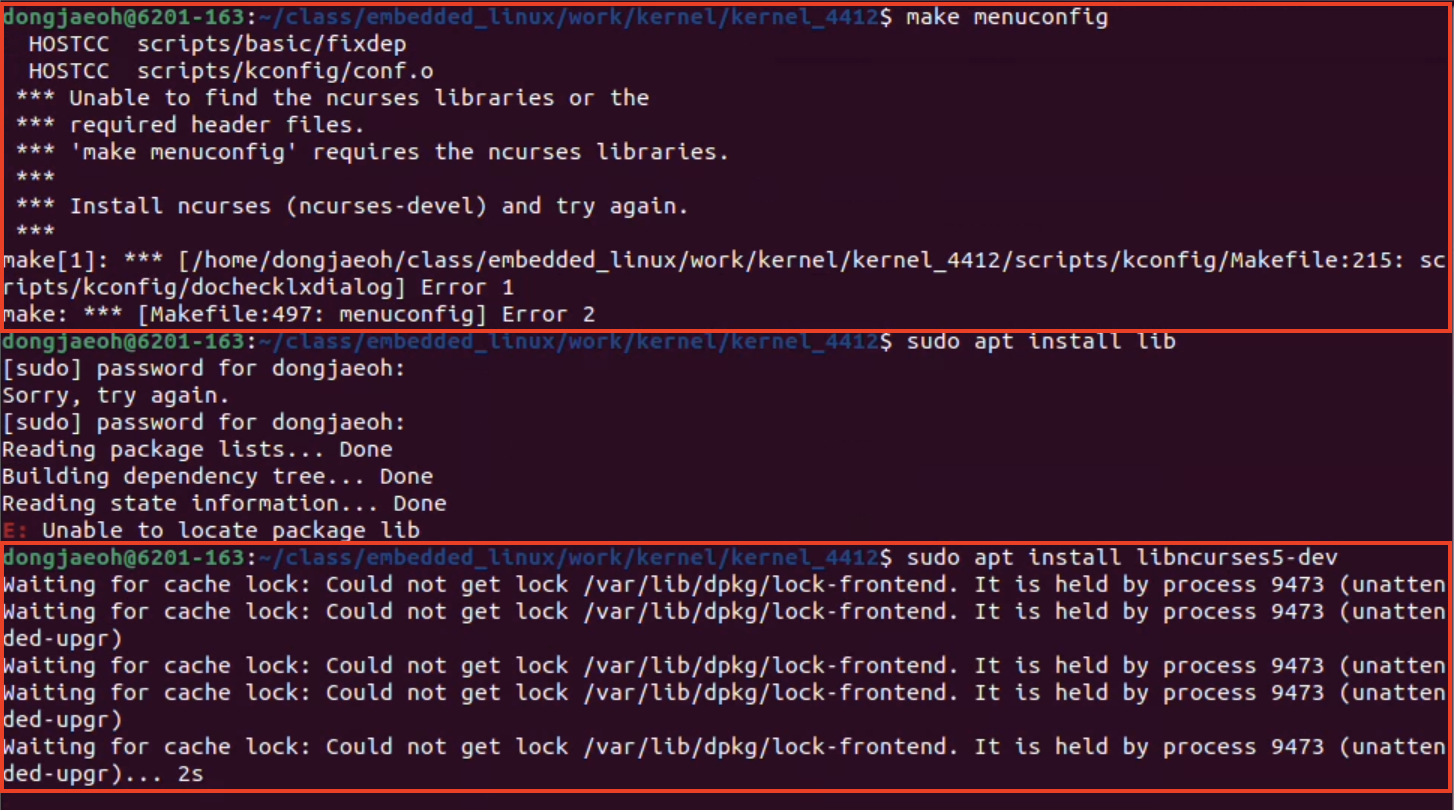 dongjaeoh@6201-163:~/class/embedded_linux/work/kernel/kernel_4412$ make menuconfig
  HOSTCC  scripts/basic/fixdep
  HOSTCC  scripts/kconfig/conf.o
 *** Unable to find the ncurses libraries or the
 *** required header files.
 *** 'make menuconfig' requires the ncurses libraries.
 ***
 *** Install ncurses (ncurses-devel) and try again.
 ***
make[1]: *** [/home/dongjaeoh/class/embedded_linux/work/kernel/kernel_4412/scripts/kconfig/Makefile:215: sc
ripts/kconfig/dochecklxdialog] Error 1
make: *** [Makefile:497: menuconfig] Error 2
dongjaeoh@6201-163:~/class/embedded_linux/work/kernel/kernel_4412$ sudo apt install lib
[sudo] password for dongjaeoh:
Sorry, try again.
[sudo] password for dongjaeoh:
Reading package lists... Done
Building dependency tree... Done
Reading state information... Done
E: Unable to locate package lib
dongjaeoh@6201-163:~/class/embedded_linux/work/kernel/kernel_4412$ sudo apt install libncurses5-dev
Waiting for cache lock: Could not get lock /var/lib/dpkg/lock-frontend. It is held by process 9473 (unatten
Waiting for cache lock: Could not get lock /var/lib/dpkg/lock-frontend. It is held by process 9473 (unatten
ded-upgr)
Waiting for cache lock: Could not get lock /var/lib/dpkg/lock-frontend. It is held by process 9473 (unatten
Waiting for cache lock: Could not get lock /var/lib/dpkg/lock-frontend. It is held by process 9473 (unatten
ded-upgr)
Waiting for cache lock: Could not get lock /var/lib/dpkg/lock-frontend. It is held by process 9473 (unatten
ded-upgr)... 2s